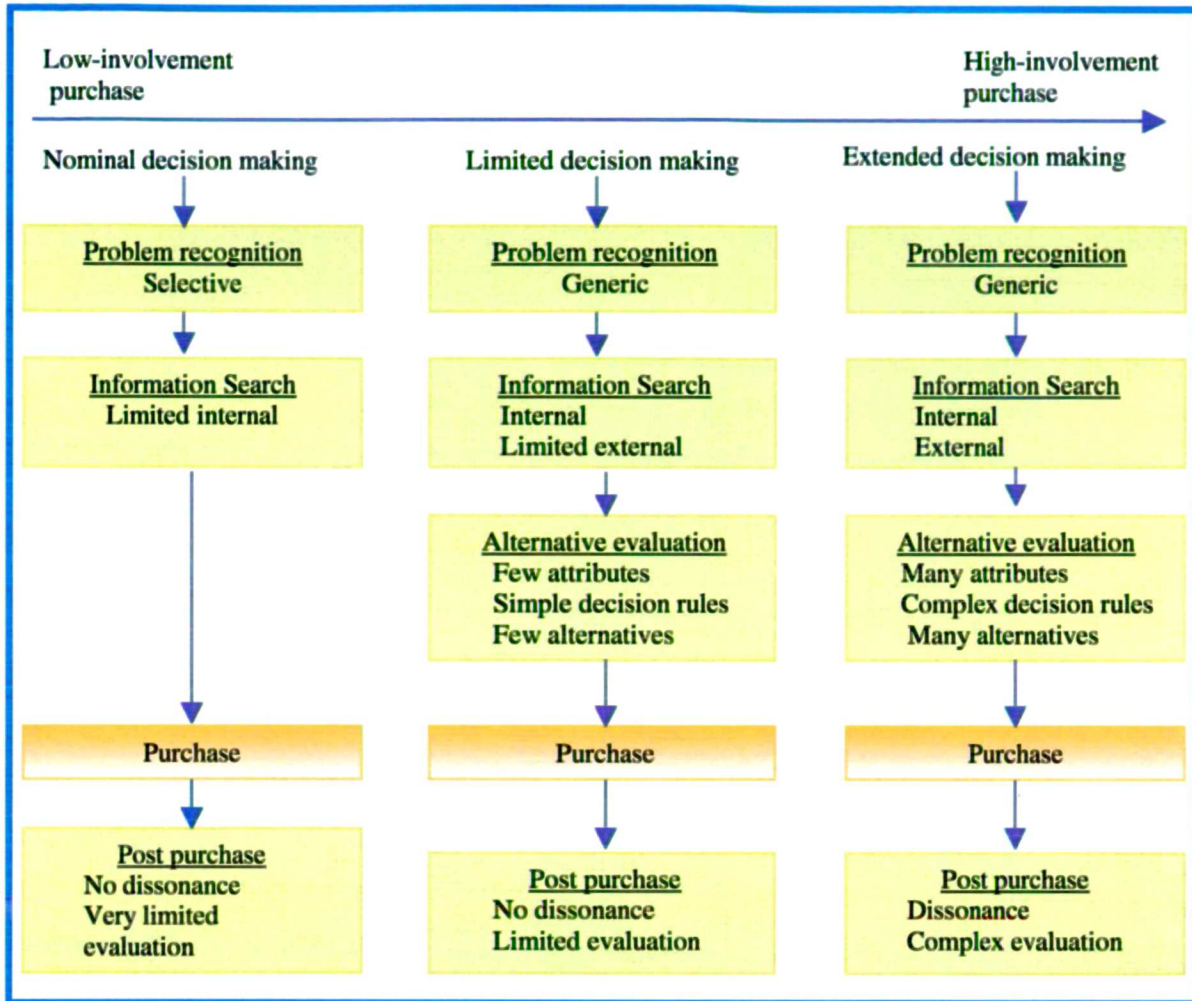 Low-involvement
purchase
High-involvement
purchase
Nominal decision making
Limited decision making
Extended decision making
Problem recognition
Selective
Information Search
Limited internal
Purchase
Post purchase
No dissonance
Very limited
evaluation
Problem recognition
Generic
Information Search
Internal
Limited external
Alternative evaluation
Few attributes
Simple decision rules
Few alternatives
Purchase
Post purchase
No dissonance
Limited evaluation
Problem recognition
Generic
Information Search
Internal
External
Alternative evaluation
Many attributes
Complex decision rules
Many alternatives
Purchase
Post purchase
Dissonance
Complex evaluation